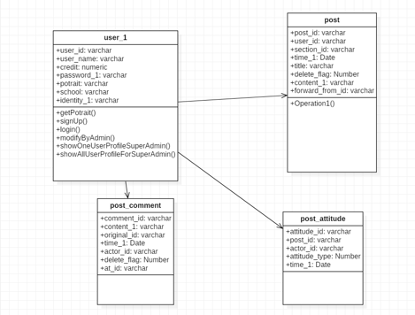 user_1
+user_id: varchar
+user_name: varchar
+credit: numeric
+password_1: varchar
+potrait: varchar
+school: varchar
+identity_1: varchar
+getPotrait()
+signUp()
+login()
+modifyByAdmin()
+showOneUserProfileSuperAdmin()
+showAllUserProfileForSuperAdmin()
post
+post_id: varchar
+user_id: varchar
+section_id: varchar
+time_1: Date
+title: varchar
+delete_flag: Number
+content_1: varchar
+forward_from_id: varchar
+Operation1()
post_comment
+comment_id: varchar
+content_1: varchar
+original_id: varchar
+time_1: Date
+actor_id: varchar
+delete_flag: Number
+at_id: varchar
post_attitude
+attitude_id: varchar
+post_id: varchar
+actor_id: varchar
+attitude_type: Number
+time_1: Date